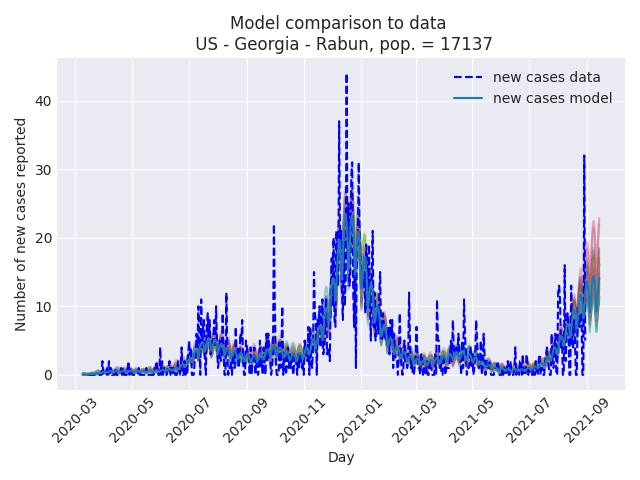 Model comparison to data
US - Georgia - Rabun, pop. = 17137
new cases data
new cases model
Number of new cases reported
40
30
20
10
0
2020-03
2020-05
2020-07
2020-09
2020-11
2021-01
2021-03
2021-05
2021-07
2021-09
Day